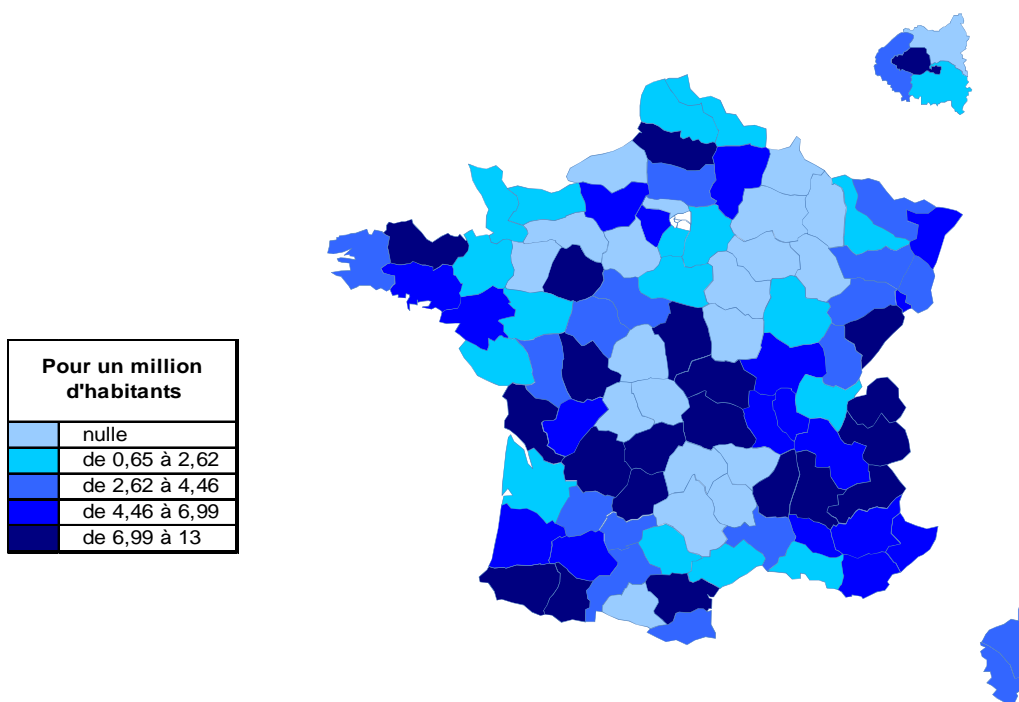 Pour un million
d'habitants
nulle
de 0,65 à 2,62
de 2,62 à 4,46
de 4,46 à 6,99
de 6,99 à 13